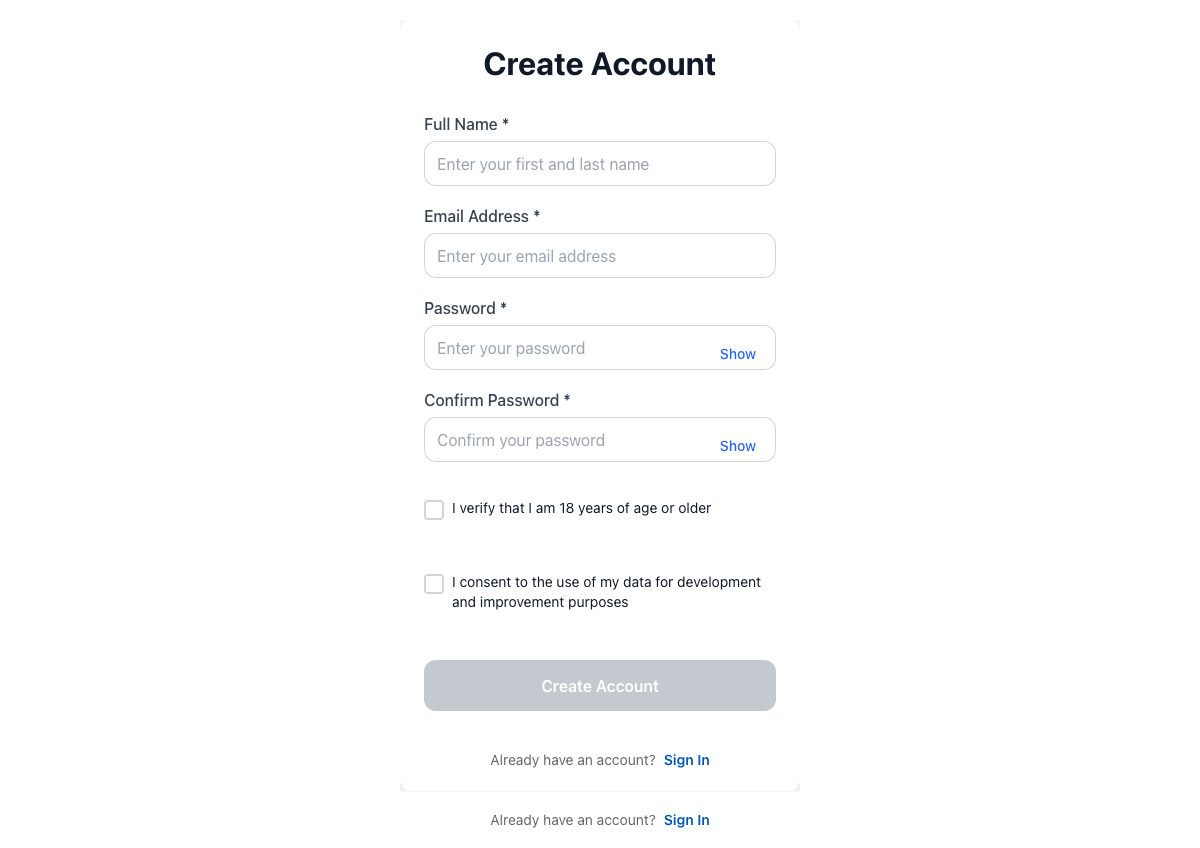 Create Account
Full Name *
Enter your first and last name
Email Address *
Enter your email address
Password *
Enter your password
Show
Confirm Password *
Confirm your password
Show
I verify that I am 18 years of age or older
I consent to the use of my data for development
and improvement purposes
Create Account
Already have an account? Sign In
Already have an account? Sign In